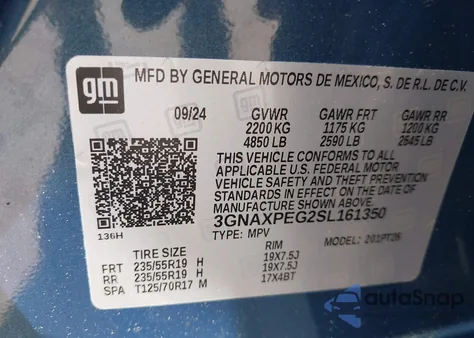 gm
MFD BY GENERAL MOTORS DE MEXICO, S. DE R.L. DE C.V.
09/24 GVWR GAWR FRT GAWR RR
2200 KG 1175 KG 1200 KG
4850 LB 2590 LB 2645 LB
THIS VEHICLE CONFORMS TO ALL
APPLICABLE U.S. FEDERAL MOTOR
VEHICLE SAFETY AND THEFT PREVENTION
STANDARDS IN EFFECT ON THE DATE OF
MANUFACTURE SHOWN ABOVE.
3GNAXPEG2SL161350
136H TYPE: MPV MODEL: 201PT26
TIRE SIZE RIM
FRT 235/55R19 H 19X7.5J
RR 235/55R19 H 19X7.5J
SPA T125/70R17 M 17X4BT
AutoSnap